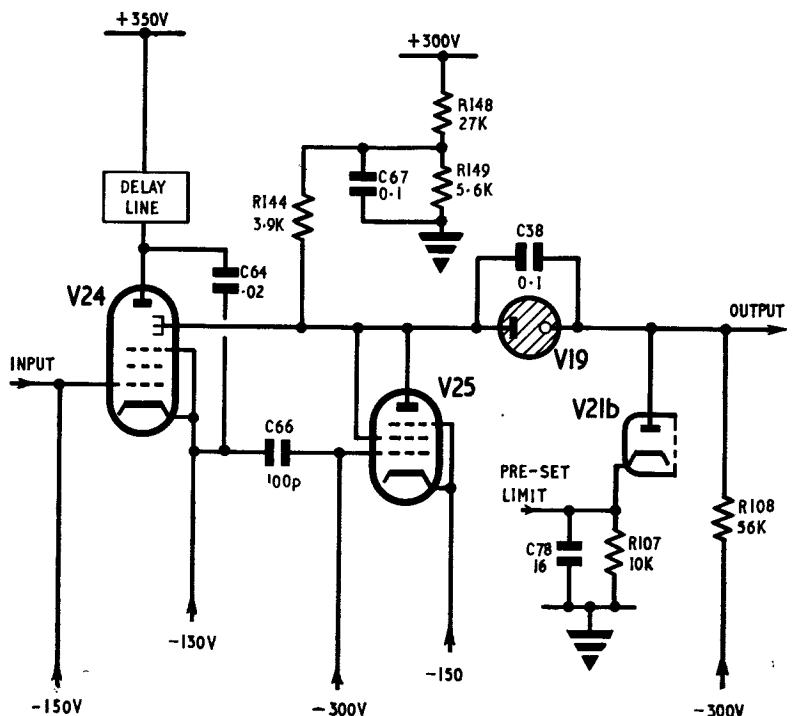 +350V
+300V
R148
27K
DELAY
LINE
R144
3.9K
C67
0.1
R149
5.6K
C64
.02
C38
0.1
V24
OUTPUT
INPUT
V19
V25
V21b
C66
100p
PRE-SET
LIMIT
C78
16
R107
10K
R108
56K
-130V
-150
-150V
-300V
-300V